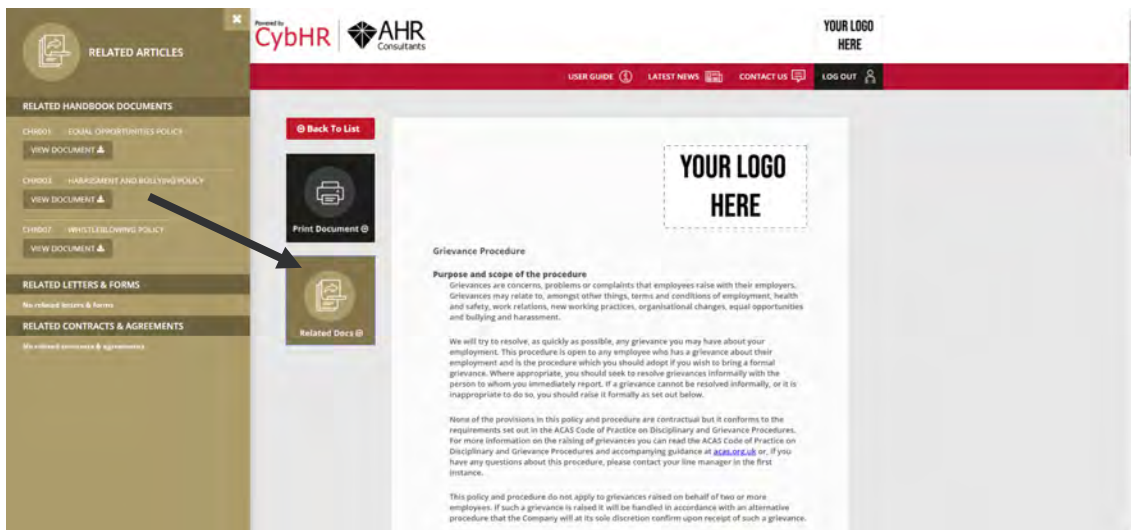 RELATED ARTICLES
RELATED HANDBOOK DOCUMENTS
CHR001 EQUAL OPPORTUNITIES POLICY
VIEW DOCUMENT
CHR003 HARASSMENT AND BULLYING POLICY
VIEW DOCUMENT
CHR007 WHISTLEBLOWING POLICY
VIEW DOCUMENT
RELATED LETTERS & FORMS
No related letters & forms
RELATED CONTRACTS & AGREEMENTS
No related contracts & agreements
Powered by
CybHR
AHR
Consultants
YOUR LOGO
HERE
USER GUIDE
LATEST NEWS
CONTACT US
LOG OUT
Back To List
Print Document
Related Docs
YOUR LOGO
HERE
Grievance Procedure
Purpose and scope of the procedure
Grievances are concerns, problems or complaints that employees raise with their employers.
Grievances may relate to, amongst other things, terms and conditions of employment, health
and safety, work relations, new working practices, organisational changes, equal opportunities
and bullying and harassment.
We will try to resolve, as quickly as possible, any grievance you may have about your
employment. This procedure is open to any employee who has a grievance about their
employment and is the procedure which you should adopt if you wish to bring a formal
grievance. Where appropriate, you should seek to resolve grievances informally with the
person to whom you immediately report. If a grievance cannot be resolved informally, or it is
inappropriate to do so, you should raise it formally as set out below.
None of the provisions in this policy and procedure are contractual but it conforms to the
requirements set out in the ACAS Code of Practice on Disciplinary and Grievance Procedures.
For more information on the raising of grievances you can read the ACAS Code of Practice on
Disciplinary and Grievance Procedures and accompanying guidance at acas.org.uk or, if you
have any questions about this procedure, please contact your line manager in the first
instance.
This policy and procedure do not apply to grievances raised on behalf of two or more
employees. If such a grievance is raised it will be handled in accordance with an alternative
procedure that the Company will at its sole discretion confirm upon receipt of such a grievance.